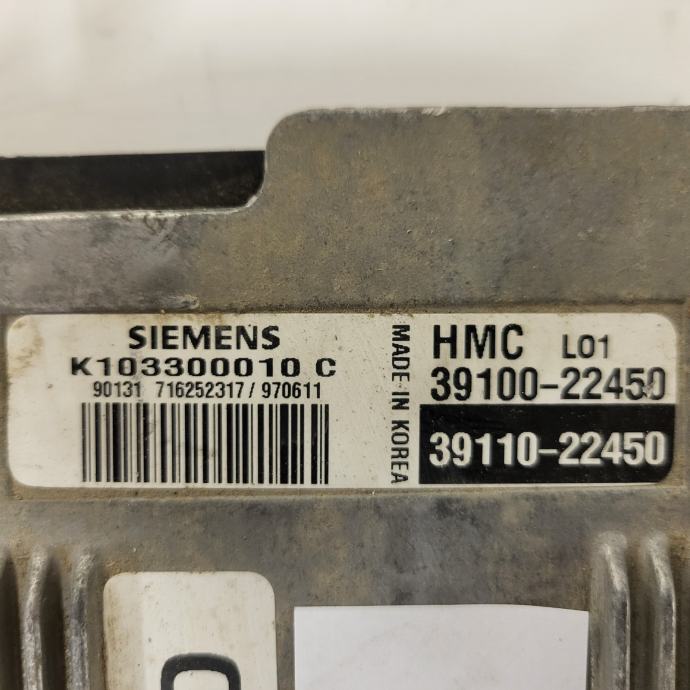 SIEMENS
K103300010 C
90131 716252317 / 970611
MADE IN KOREA
HMC L01
39100-22450
39110-22450